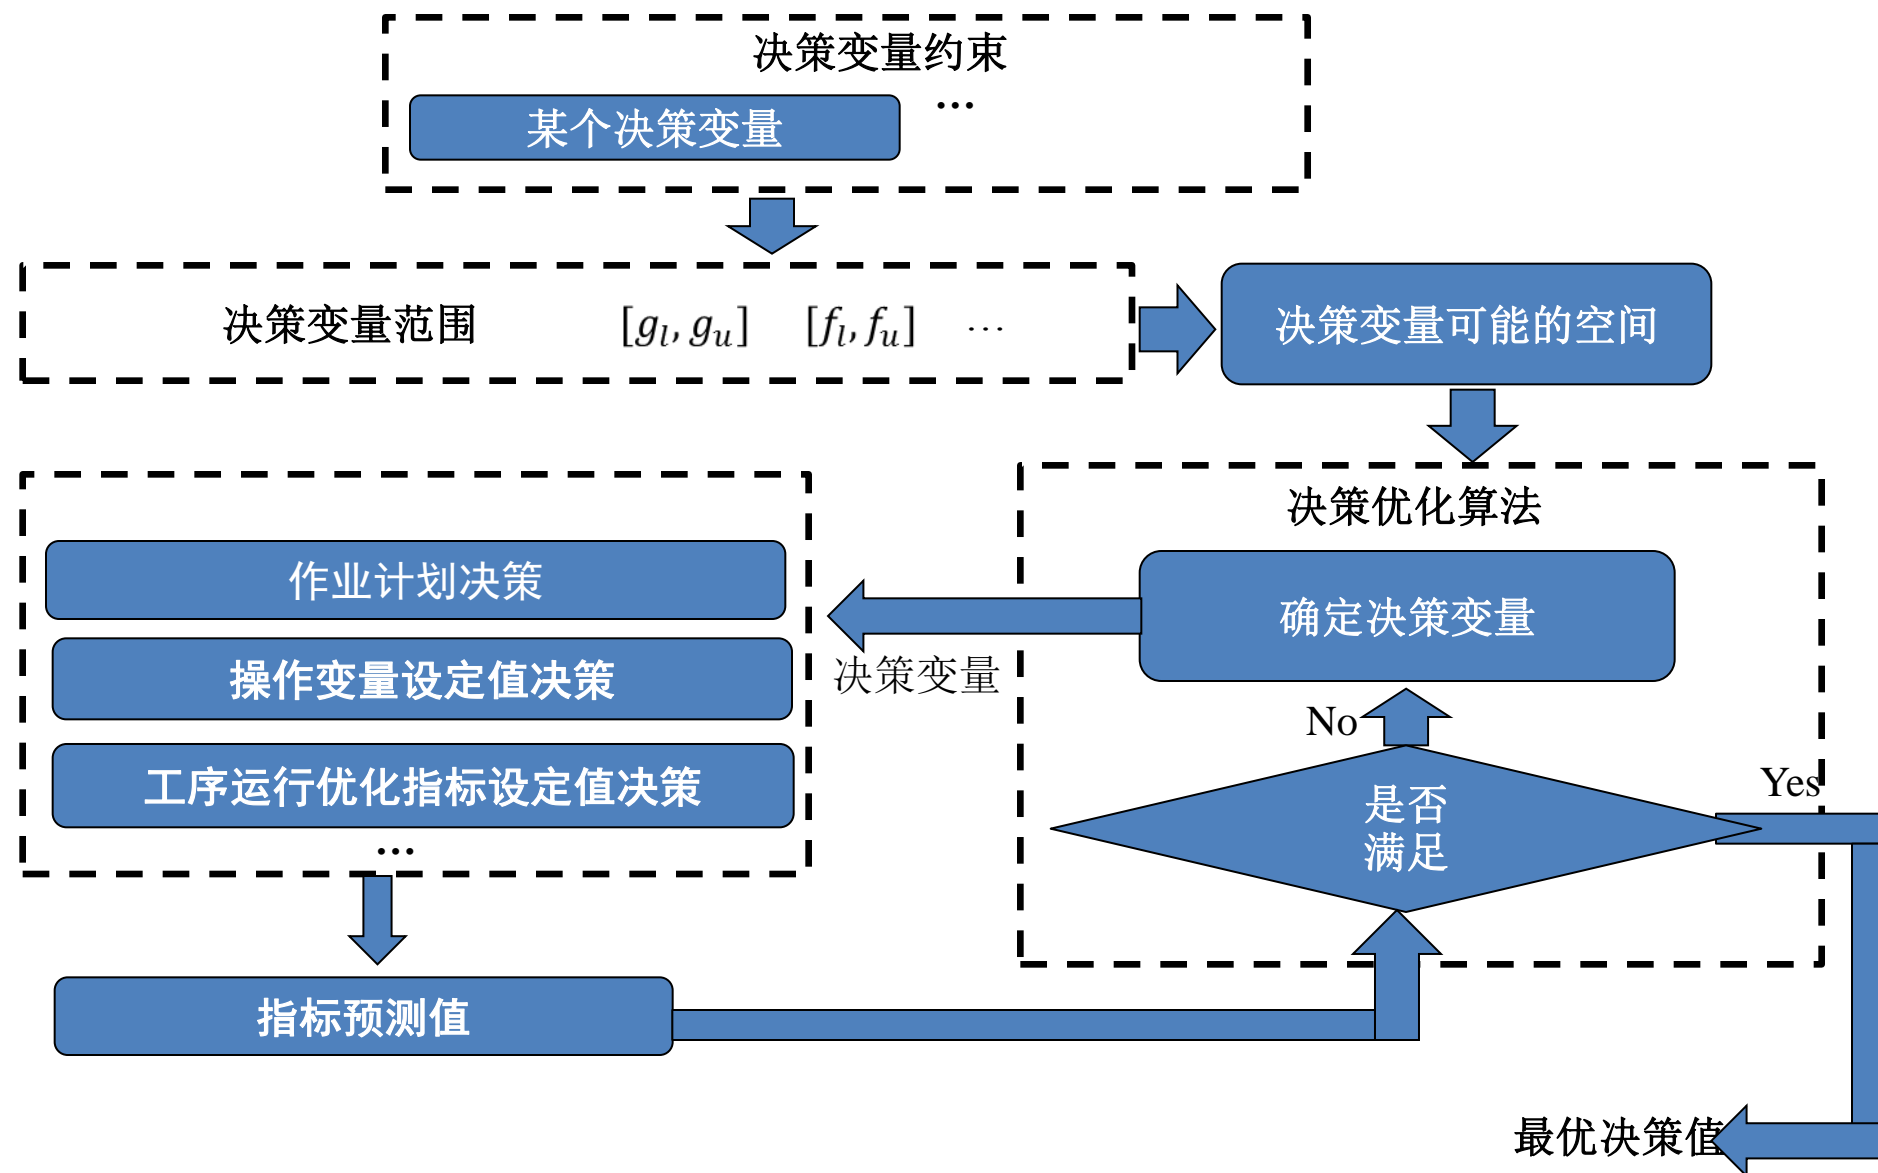 决策变量约束
某个决策变量 …
决策变量范围 [g_l, g_u] [f_l, f_u] …
决策变量可能的空间
决策优化算法
作业计划决策
确定决策变量
操作变量设定值决策
决策变量
No
工序运行优化指标设定值决策
Yes
是否
满足
…
指标预测值
最优决策值